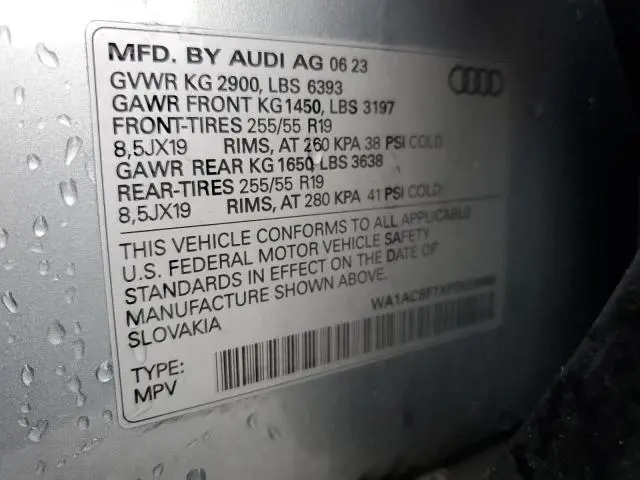 MFD. BY AUDI AG 06 23
GVWR KG 2900, LBS 6393
GAWR FRONT KG 1450, LBS 3197
FRONT-TIRES 255/55 R19
8,5JX19 RIMS, AT 260 KPA 38 PSI COLD
GAWR REAR KG 1650, LBS 3638
REAR-TIRES 255/55 R19
8,5JX19 RIMS, AT 280 KPA 41 PSI COLD
THIS VEHICLE CONFORMS TO ALL APPLICABLE
U.S. FEDERAL MOTOR VEHICLE SAFETY
STANDARDS IN EFFECT ON THE DATE OF
MANUFACTURE SHOWN ABOVE.
SLOVAKIA
TYPE:
MPV